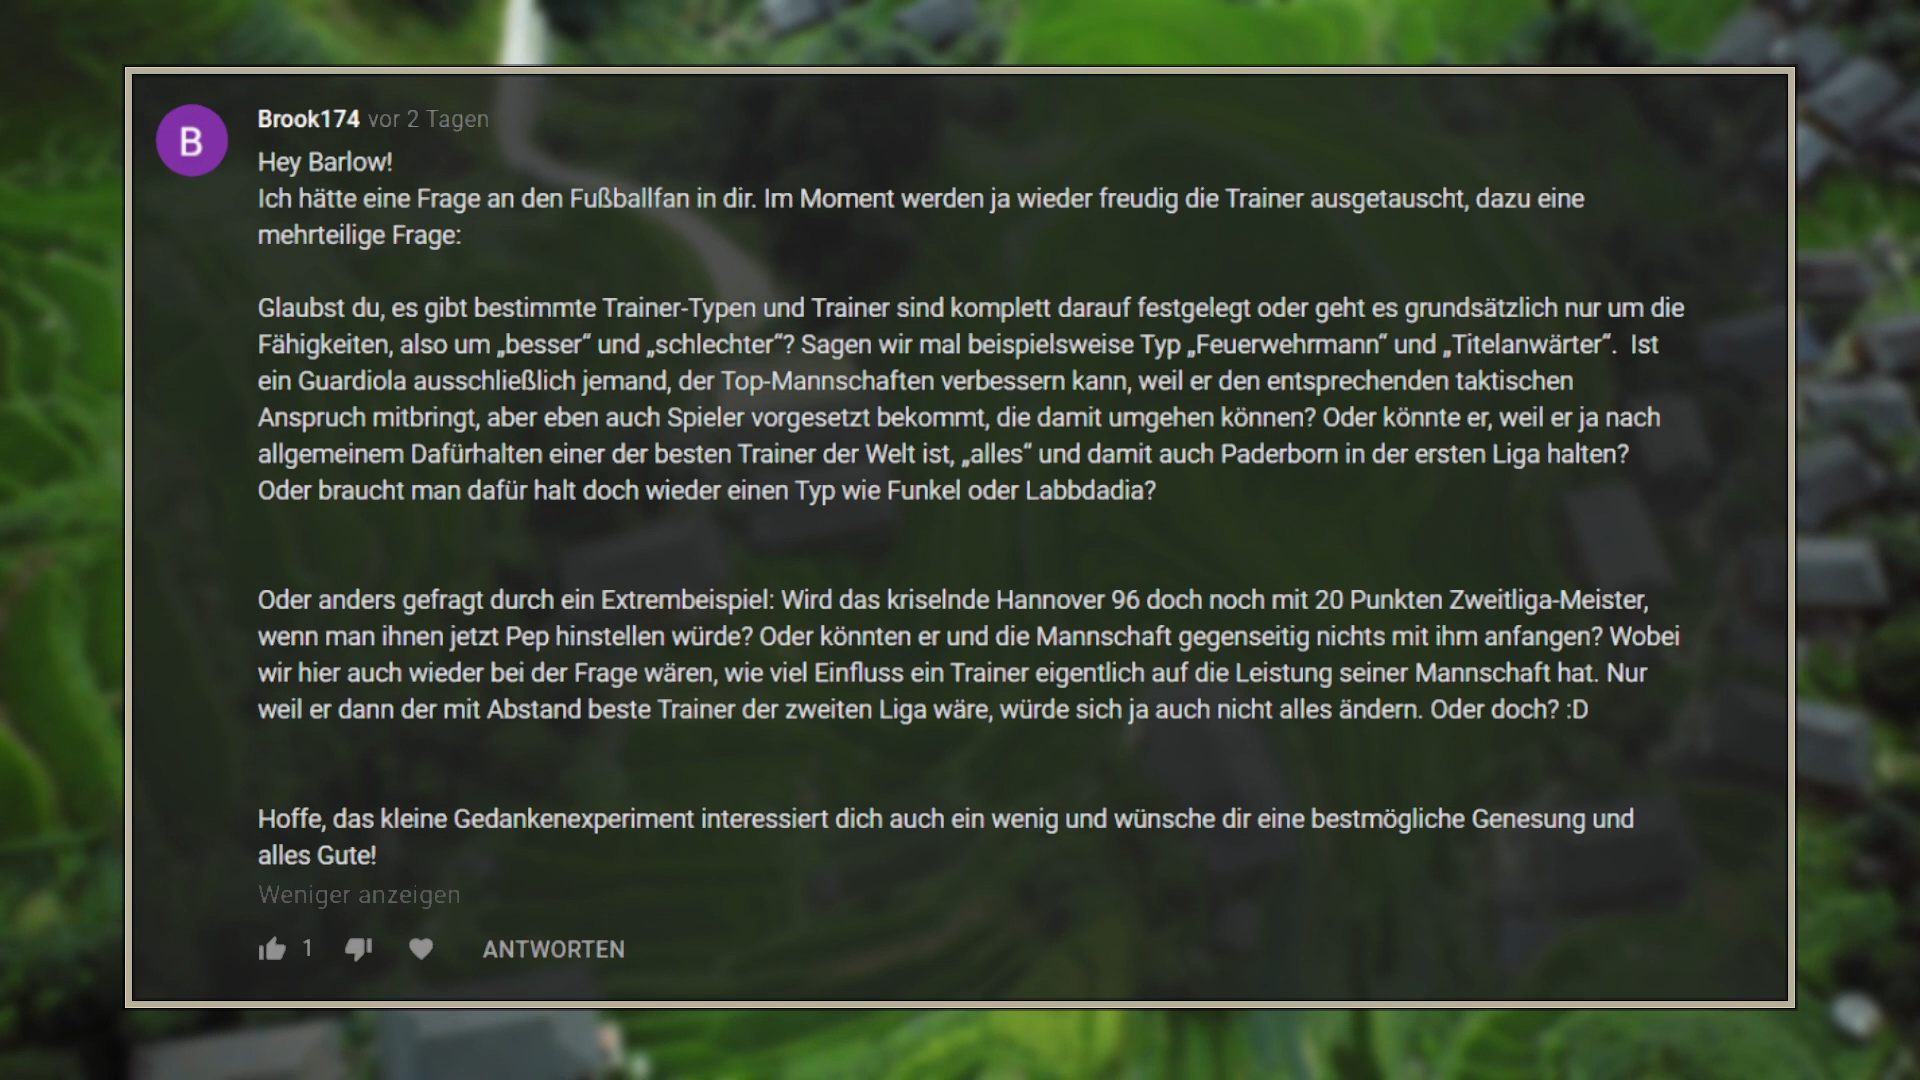 B
Brook174 vor 2 Tagen
Hey Barlow!
Ich hätte eine Frage an den Fußballfan in dir. Im Moment werden ja wieder freudig die Trainer ausgetauscht, dazu eine
mehrteilige Frage:
Glaubst du, es gibt bestimmte Trainer-Typen und Trainer sind komplett darauf festgelegt oder geht es grundsätzlich nur um die
Fähigkeiten, also um „besser“ und „schlechter“? Sagen wir mal beispielsweise Typ „Feuerwehrmann“ und „Titelanwärter“.  Ist
ein Guardiola ausschließlich jemand, der Top-Mannschaften verbessern kann, weil er den entsprechenden taktischen
Anspruch mitbringt, aber eben auch Spieler vorgesetzt bekommt, die damit umgehen können? Oder könnte er, weil er ja nach
allgemeinem Dafürhalten einer der besten Trainer der Welt ist, „alles“ und damit auch Paderborn in der ersten Liga halten?
Oder braucht man dafür halt doch wieder einen Typ wie Funkel oder Labbdadia?
Oder anders gefragt durch ein Extrembeispiel: Wird das kriselnde Hannover 96 doch noch mit 20 Punkten Zweitliga-Meister,
wenn man ihnen jetzt Pep hinstellen würde? Oder könnten er und die Mannschaft gegenseitig nichts mit ihm anfangen? Wobei
wir hier auch wieder bei der Frage wären, wie viel Einfluss ein Trainer eigentlich auf die Leistung seiner Mannschaft hat. Nur
weil er dann der mit Abstand beste Trainer der zweiten Liga wäre, würde sich ja auch nicht alles ändern. Oder doch? :D
Hoffe, das kleine Gedankenexperiment interessiert dich auch ein wenig und wünsche dir eine bestmögliche Genesung und
alles Gute!
Weniger anzeigen
1 ANTWORTEN